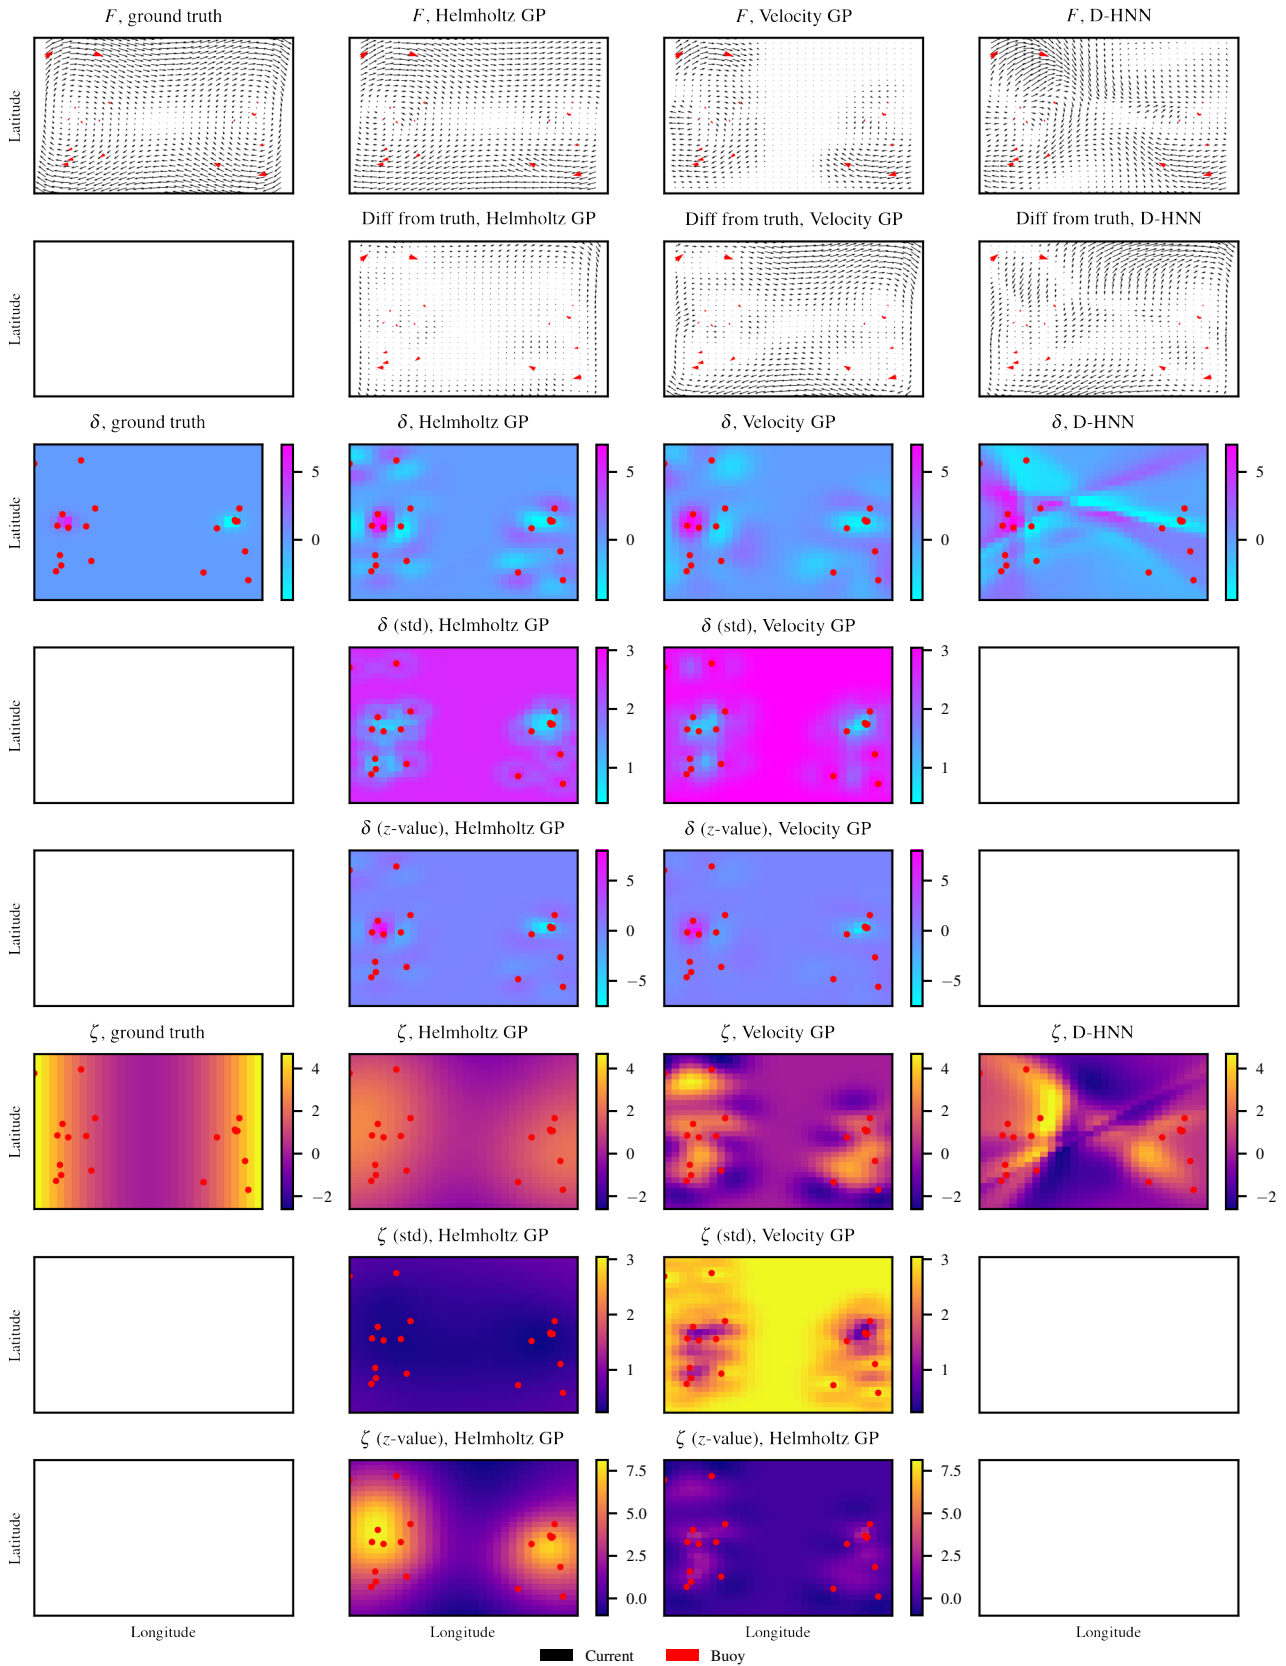 F, ground truth
F, Helmholtz GP
F, Velocity GP
F, D-HNN
Latitude
Diff from truth, Helmholtz GP
Diff from truth, Velocity GP
Diff from truth, D-HNN
Latitude
δ, ground truth
δ, Helmholtz GP
δ, Velocity GP
δ, D-HNN
Latitude
5
0
5
0
5
0
5
0
δ (std), Helmholtz GP
δ (std), Velocity GP
Latitude
3
2
1
3
2
1
δ (z-value), Helmholtz GP
δ (z-value), Velocity GP
Latitude
5
0
−5
5
0
−5
ζ, ground truth
ζ, Helmholtz GP
ζ, Velocity GP
ζ, D-HNN
Latitude
4
2
0
−2
4
2
0
−2
4
2
0
−2
4
2
0
−2
ζ (std), Helmholtz GP
ζ (std), Velocity GP
Latitude
3
2
1
3
2
1
ζ (z-value), Helmholtz GP
ζ (z-value), Helmholtz GP
Latitude
7.5
5.0
2.5
0.0
7.5
5.0
2.5
0.0
Longitude
Longitude
Longitude
Longitude
Current
Buoy